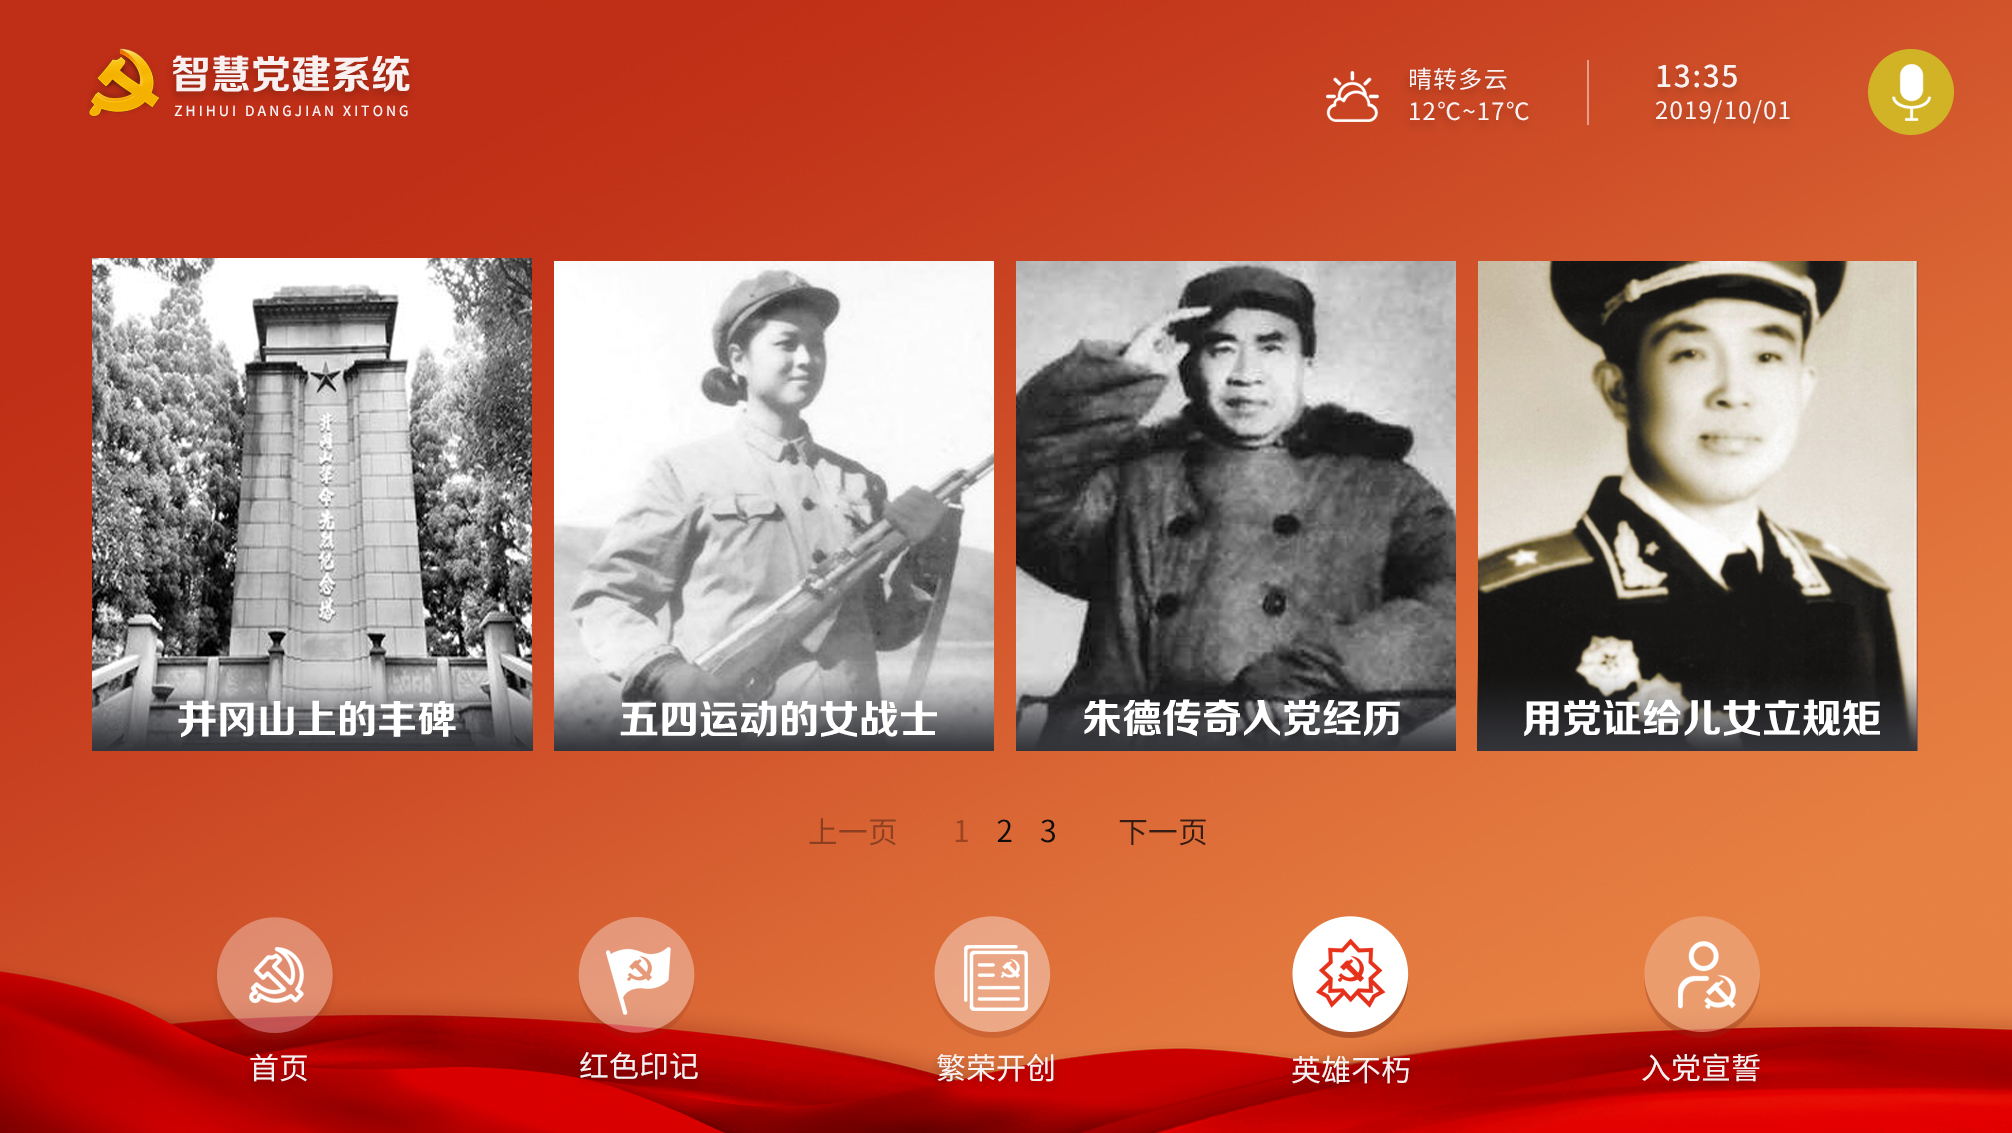 智慧党建系统
ZHIHUI DANGJIAN XITONG
晴转多云
12℃~17℃
13:35
2019/10/01
井冈山革命先烈纪念塔
井冈山上的丰碑
五四运动的女战士
朱德传奇入党经历
用党证给儿女立规矩
上一页 1 2 3 下一页
首页
红色印记
繁荣开创
英雄不朽
入党宣誓